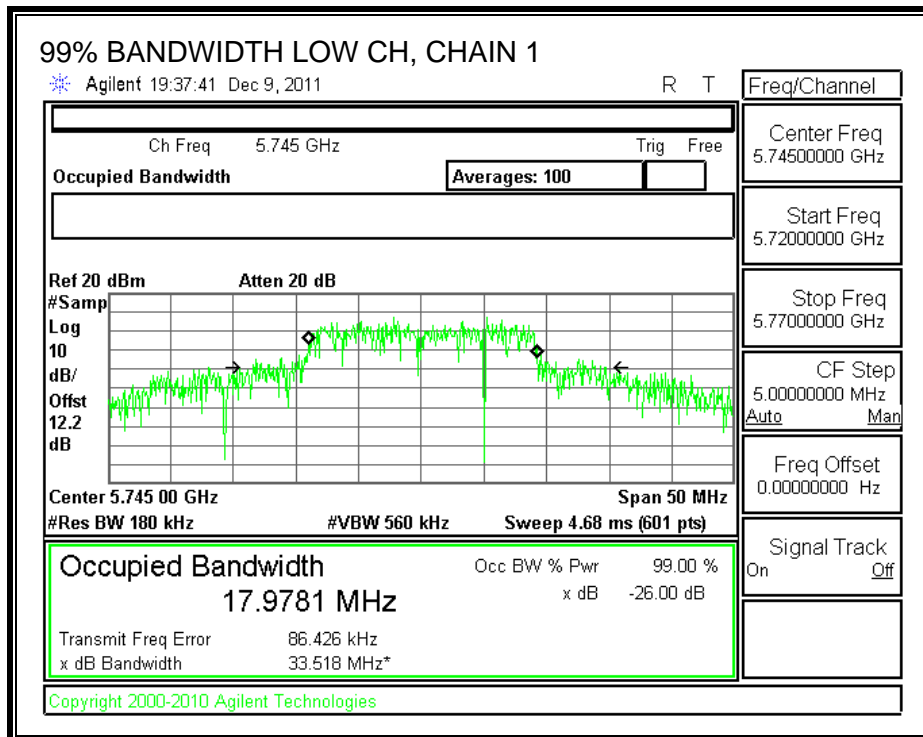 99% BANDWIDTH LOW CH, CHAIN 1
Agilent 19:37:41 Dec 9, 2011 R T
Freq/Channel
Ch Freq 5.745 GHz Trig Free
Occupied Bandwidth Averages: 100
Center Freq
5.74500000 GHz
Start Freq
5.72000000 GHz
Stop Freq
5.77000000 GHz
CF Step
5.00000000 MHz
Auto Man
Freq Offset
0.00000000 Hz
Signal Track
On Off
Ref 20 dBm Atten 20 dB
#Samp
Log
10
dB/
Offst
12.2
dB
Center 5.745 00 GHz Span 50 MHz
#Res BW 180 kHz #VBW 560 kHz Sweep 4.68 ms (601 pts)
Occupied Bandwidth Occ BW % Pwr 99.00 %
17.9781 MHz x dB -26.00 dB
Transmit Freq Error 86.426 kHz
x dB Bandwidth 33.518 MHz*
Copyright 2000-2010 Agilent Technologies